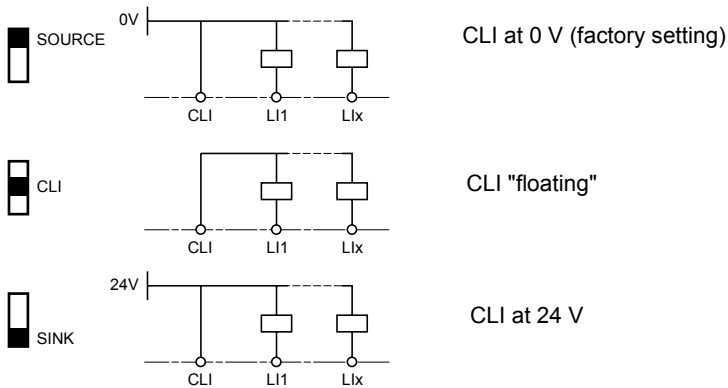 0V
SOURCE
CLI at 0 V (factory setting)
CLI LI1 LIx
CLI
CLI "floating"
CLI LI1 LIx
24V
CLI at 24 V
SINK
CLI LI1 LIx